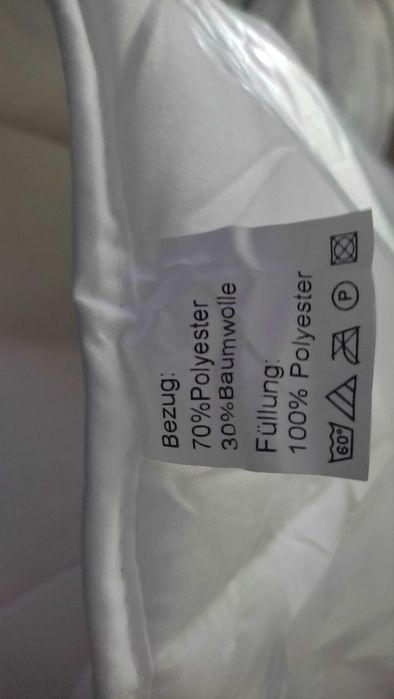 Bezug:
70%Polyester
30%Baumwolle
Füllung:
100% Polyester
60° P